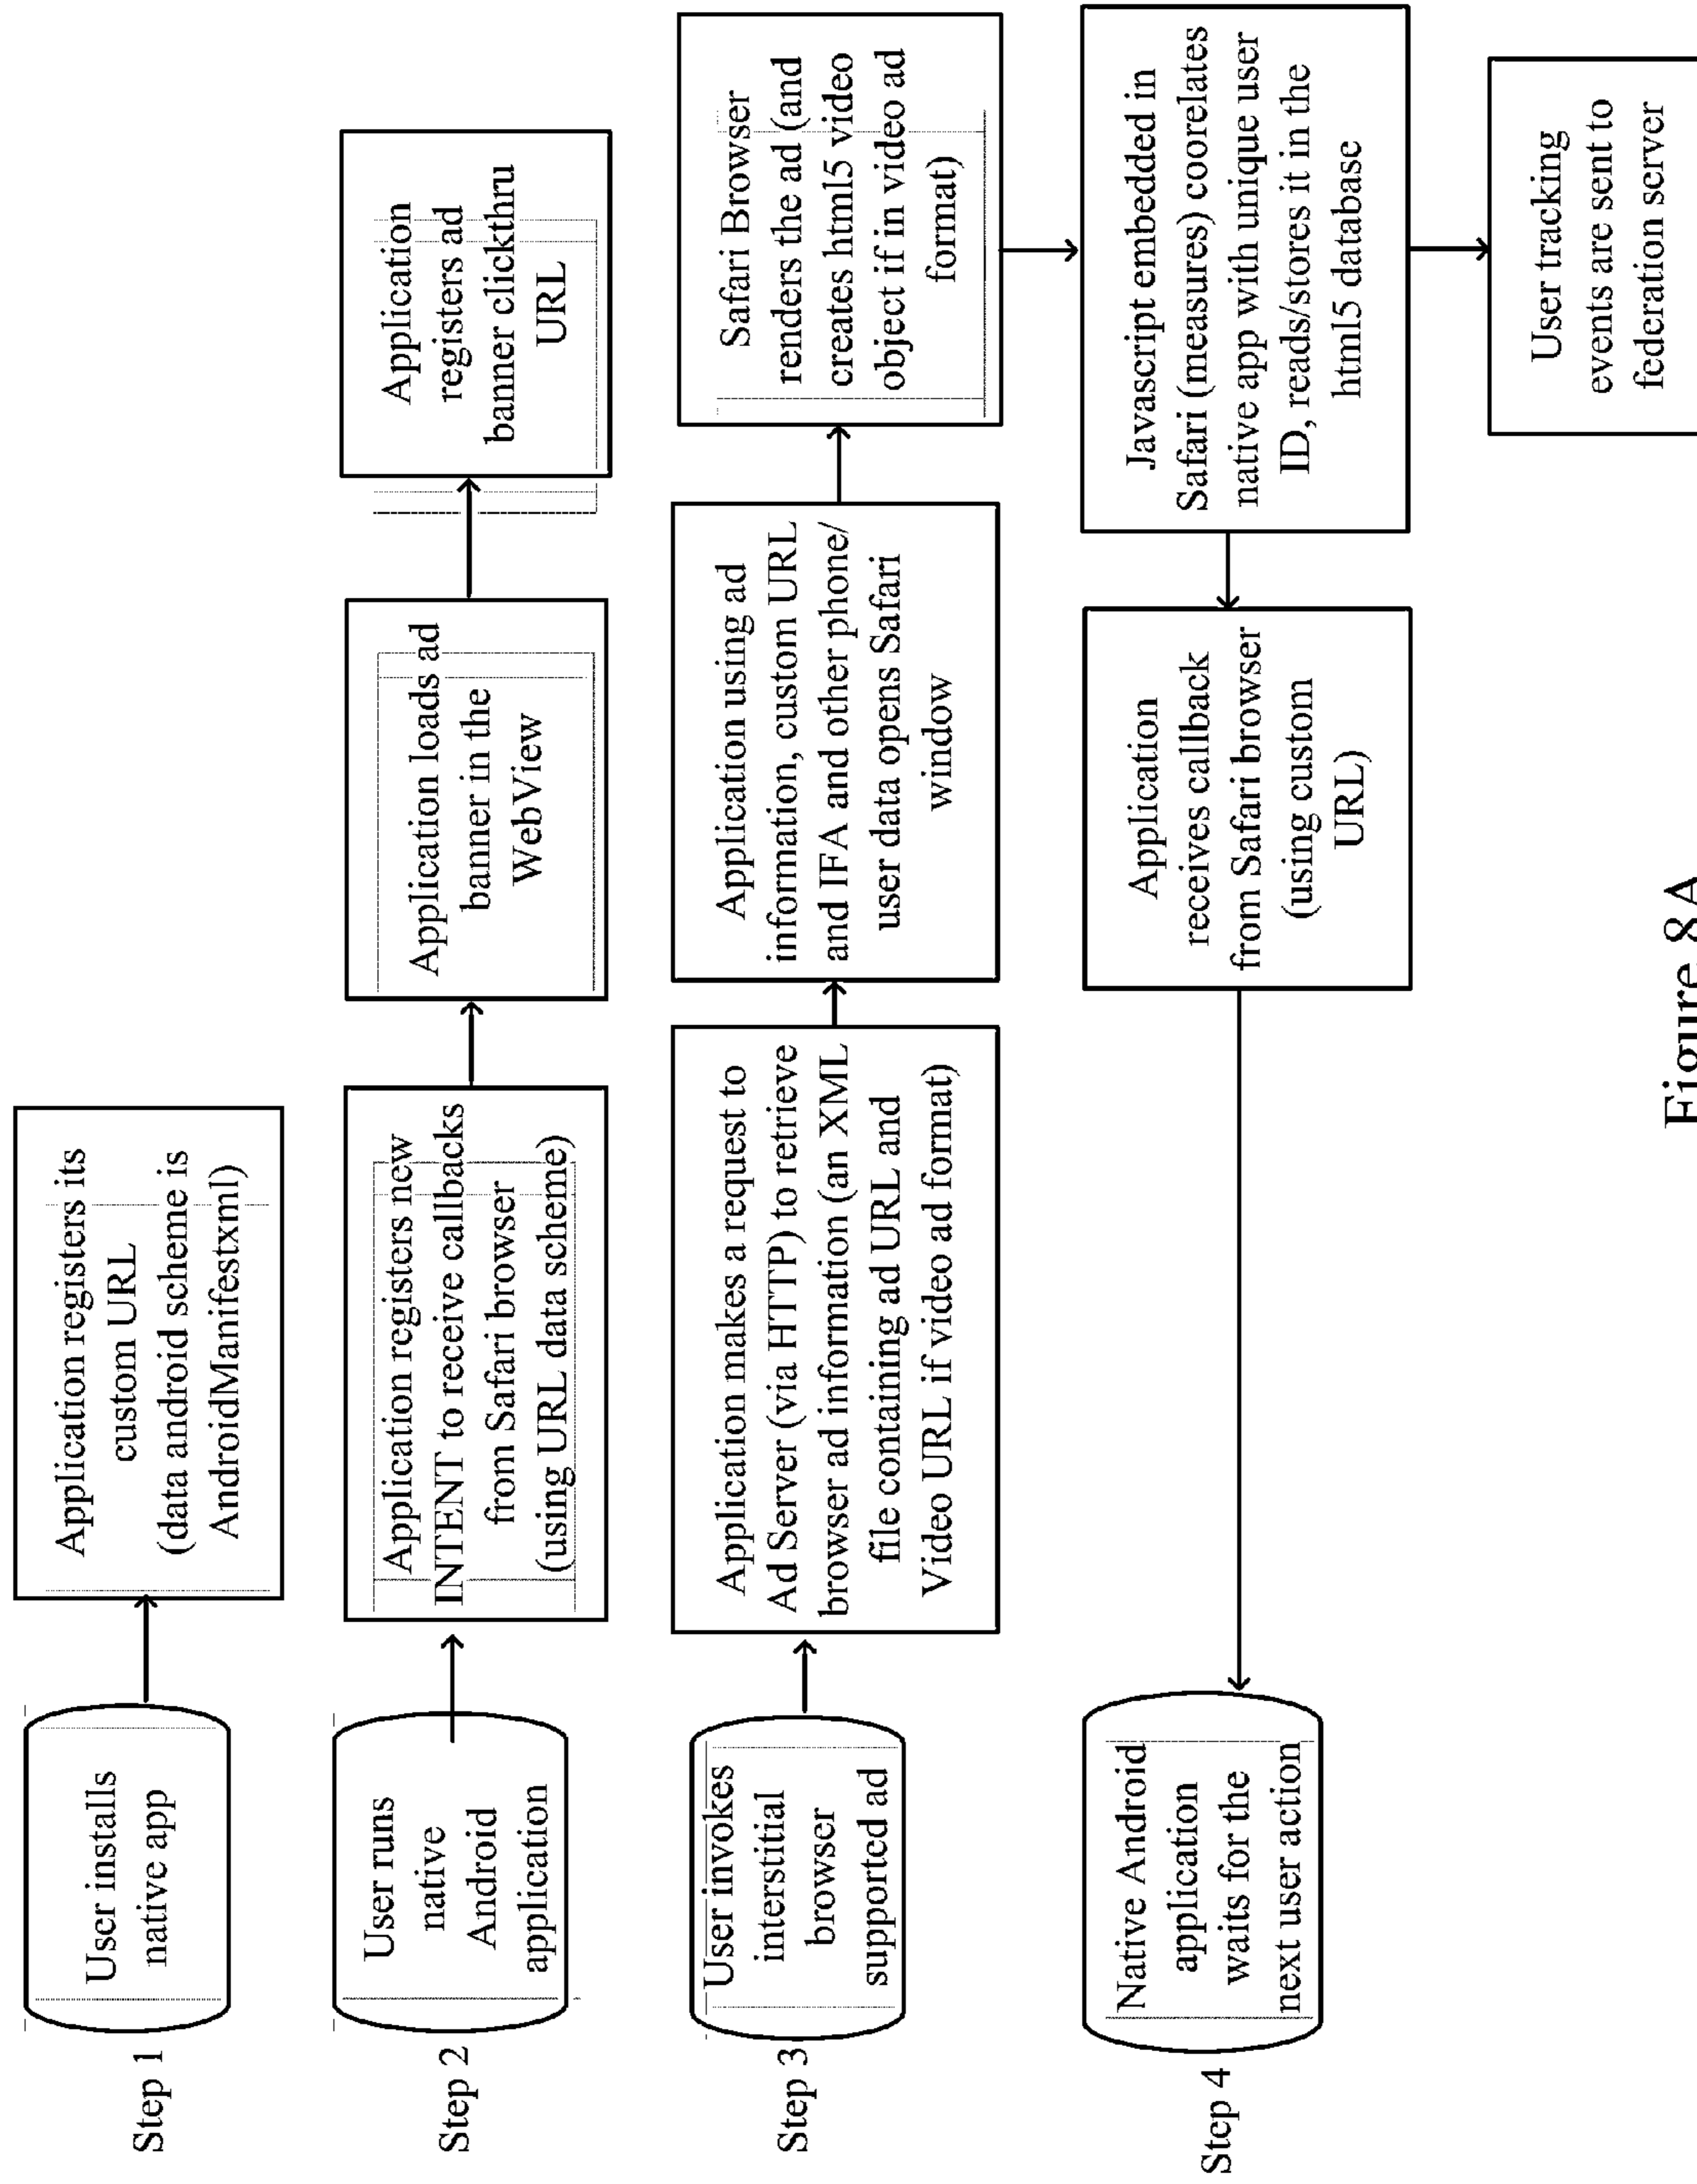 Step 1
User installs
native app
Application registers its
custom URL
(data android scheme is
AndroidManifestxml)
Step 2
User runs
native
Android
application
Application registers new
INTENT to receive callbacks
from Safari browser
(using URL data scheme)
Application loads ad
banner in the
WebView
Application
registers ad
banner clickthru
URL
Step 3
User invokes
interstitial
browser
supported ad
Application makes a request to
Ad Server (via HTTP) to retrieve
browser ad information (an XML
file containing ad URL and
Video URL if video ad format)
Application using ad
information, custom URL
and IFA and other phone/
user data opens Safari
window
Safari Browser
renders the ad (and
creates html5 video
object if in video ad
format)
Step 4
Native Android
application
waits for the
next user action
Application
receives callback
from Safari browser
(using custom
URL)
Javascript embedded in
Safari (measures) coorelates
native app with unique user
ID, reads/stores it in the
html5 database
User tracking
events are sent to
federation server
Figure 8A